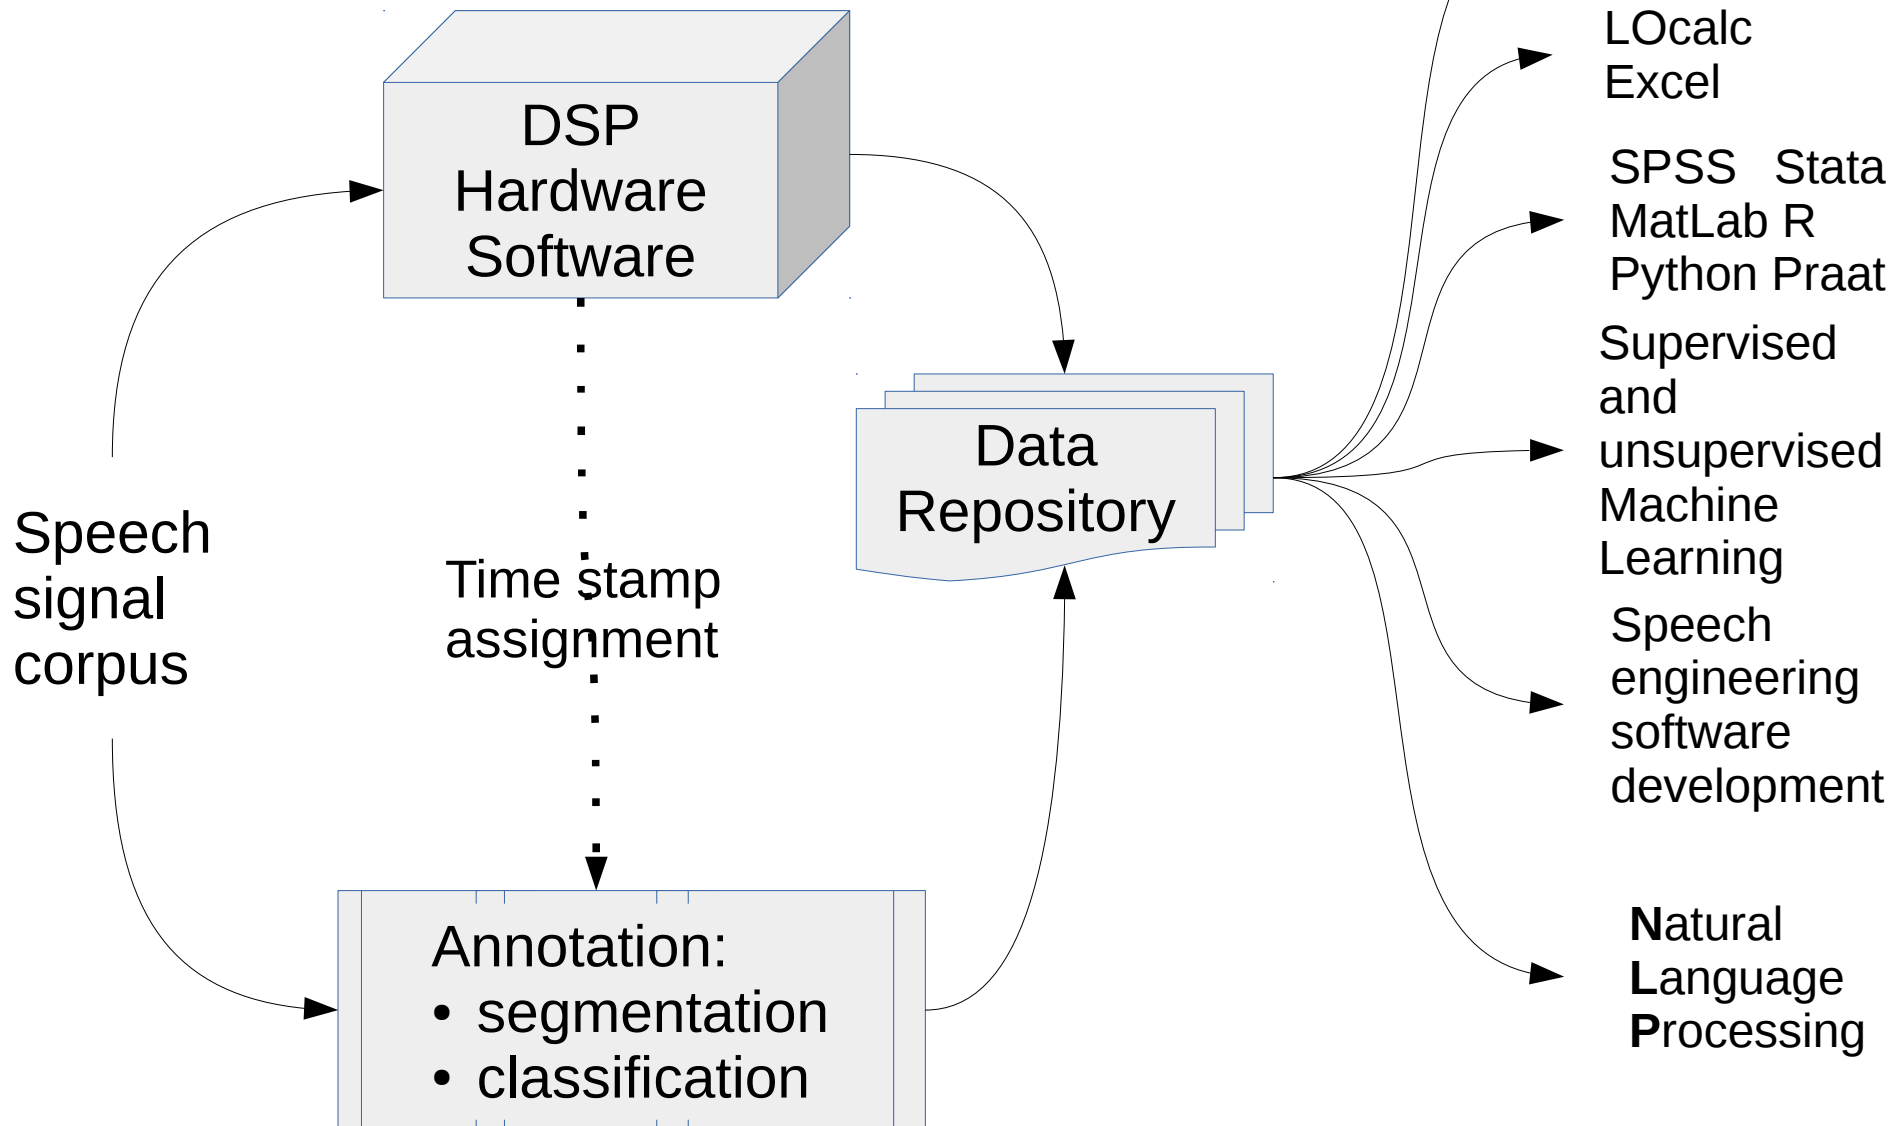 LOcalc
Excel
DSP
Hardware
Software
SPSS Stata
MatLab R
Python Praat
Supervised
and
unsupervised
Machine
Learning
Data
Repository
Speech
signal
corpus
Time stamp
assignment
Speech
engineering
software
development
Annotation:
• segmentation
• classification
Natural
Language
Processing